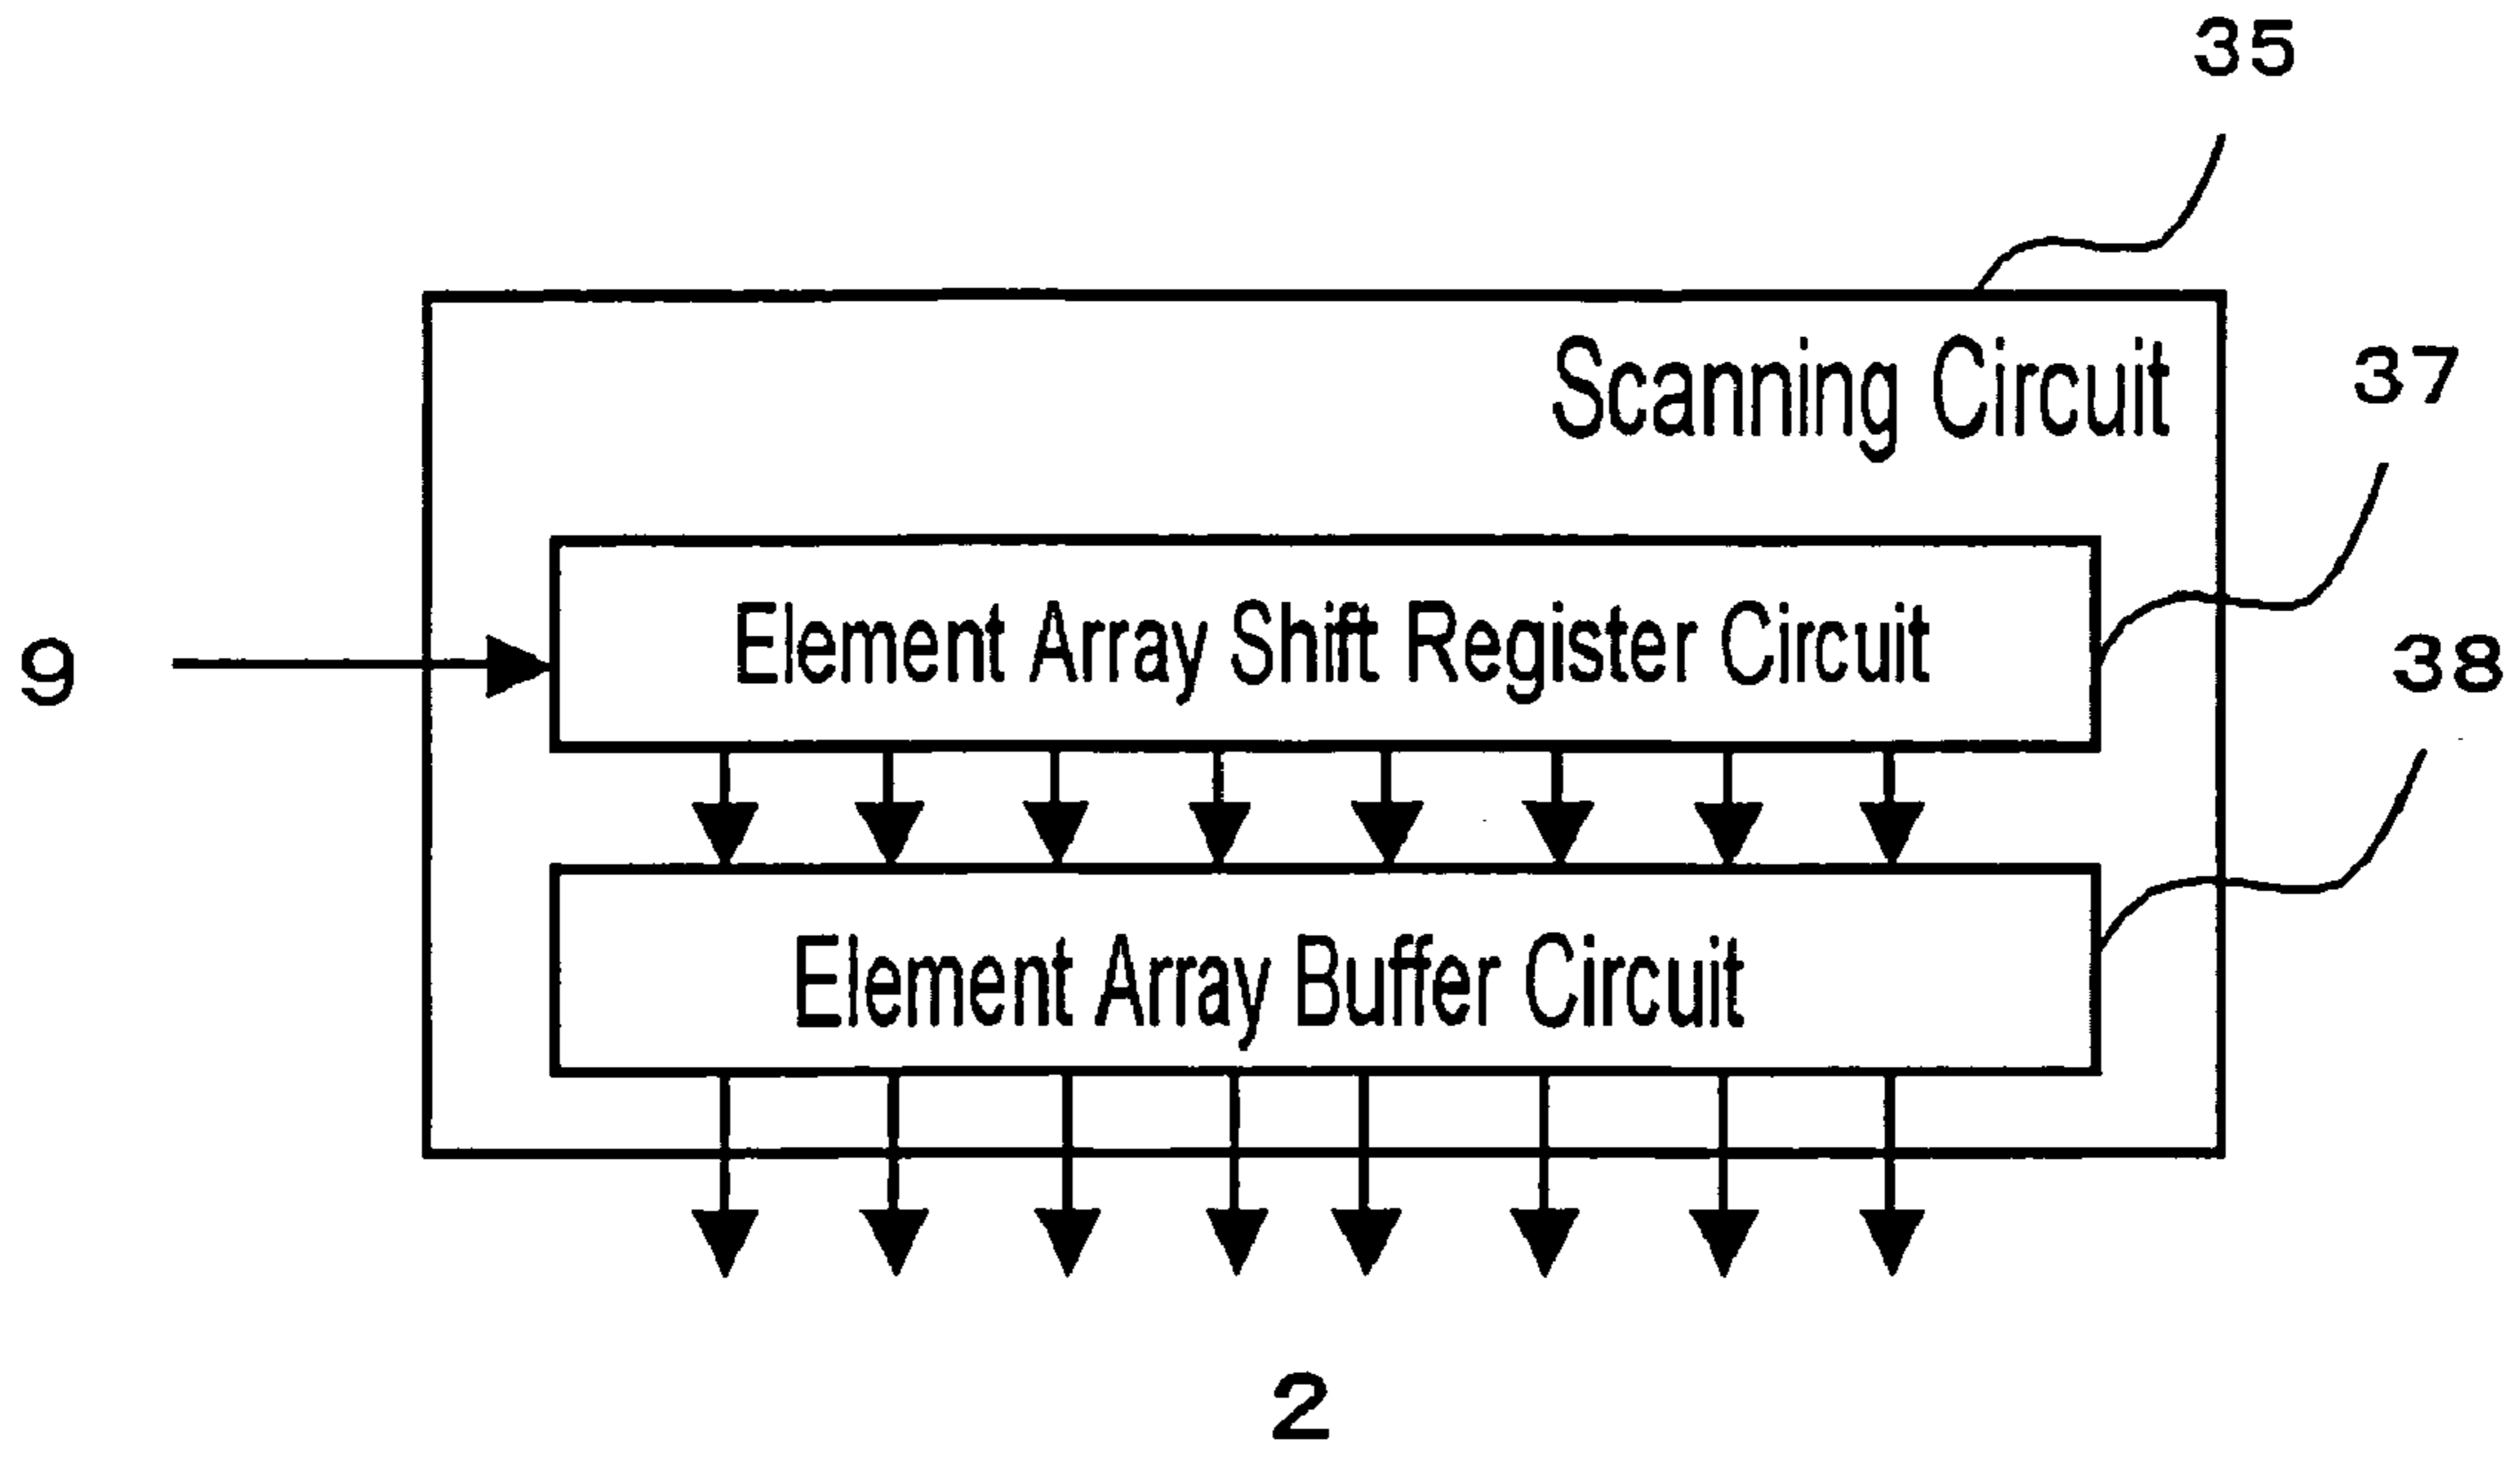 35
Scanning Circuit
37
Element Array Shift Register Circuit
9
38
Element Array Buffer Circuit
2